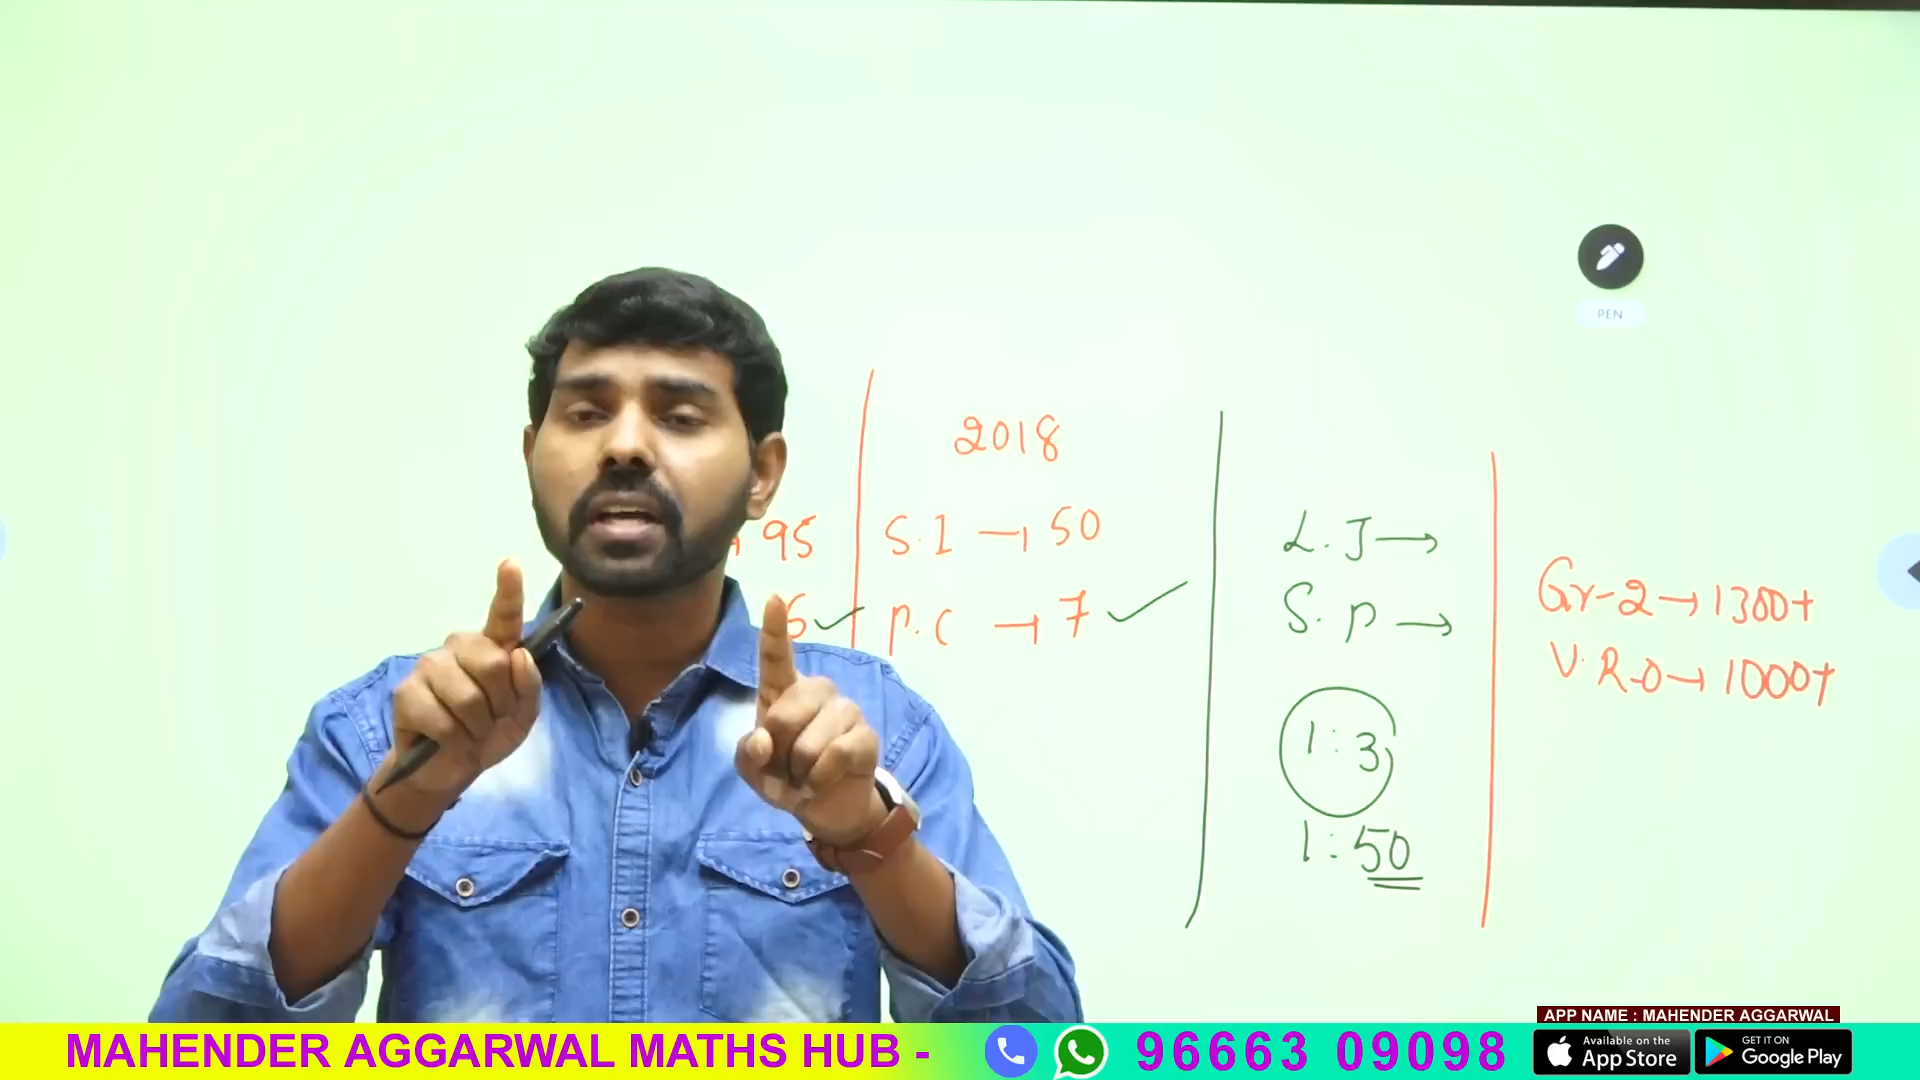 PEN
2018
95
S.I → 50
6
P.C → 7
L.J →
S.P →
1:3
1:50
Gr-2 → 1300+
V.R.O → 1000+
APP NAME : MAHENDER AGGARWAL
MAHENDER AGGARWAL MATHS HUB -
96663 09098
Available on the
App Store
GET IT ON
Google Play